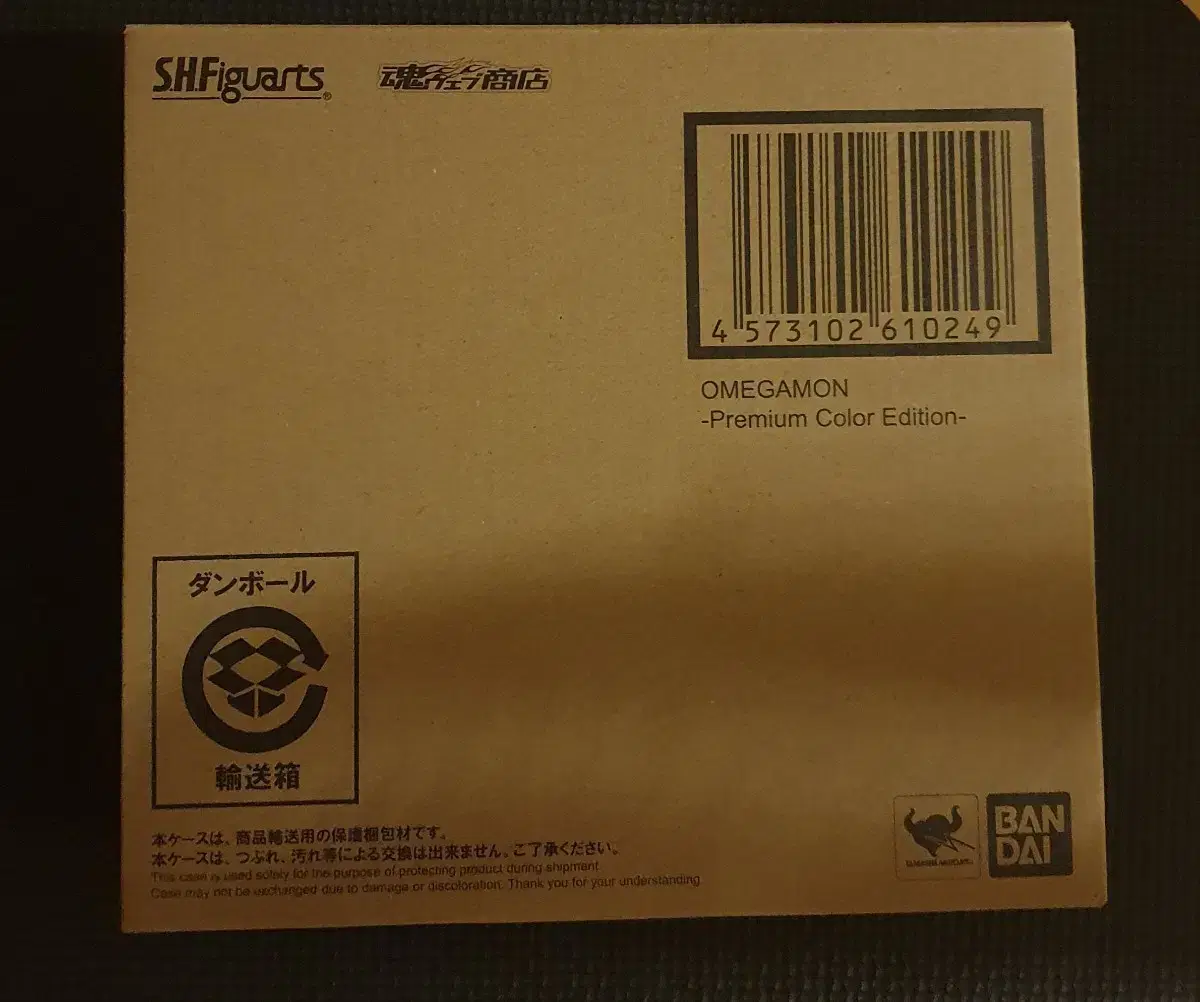 S.H.Figuarts®
魂ウェブ商店
4 573102 610249
OMEGAMON
-Premium Color Edition-
ダンボール
輸送箱
本ケースは、商品輸送用の保護梱包材です。
本ケースは、つぶれ、汚れ等による交換は出来ません。ご了承ください。
This case is used solely for the purpose of protecting product during shipment.
Case may not be exchanged due to damage or discoloration. Thank you for your understanding.
BAN
DAI